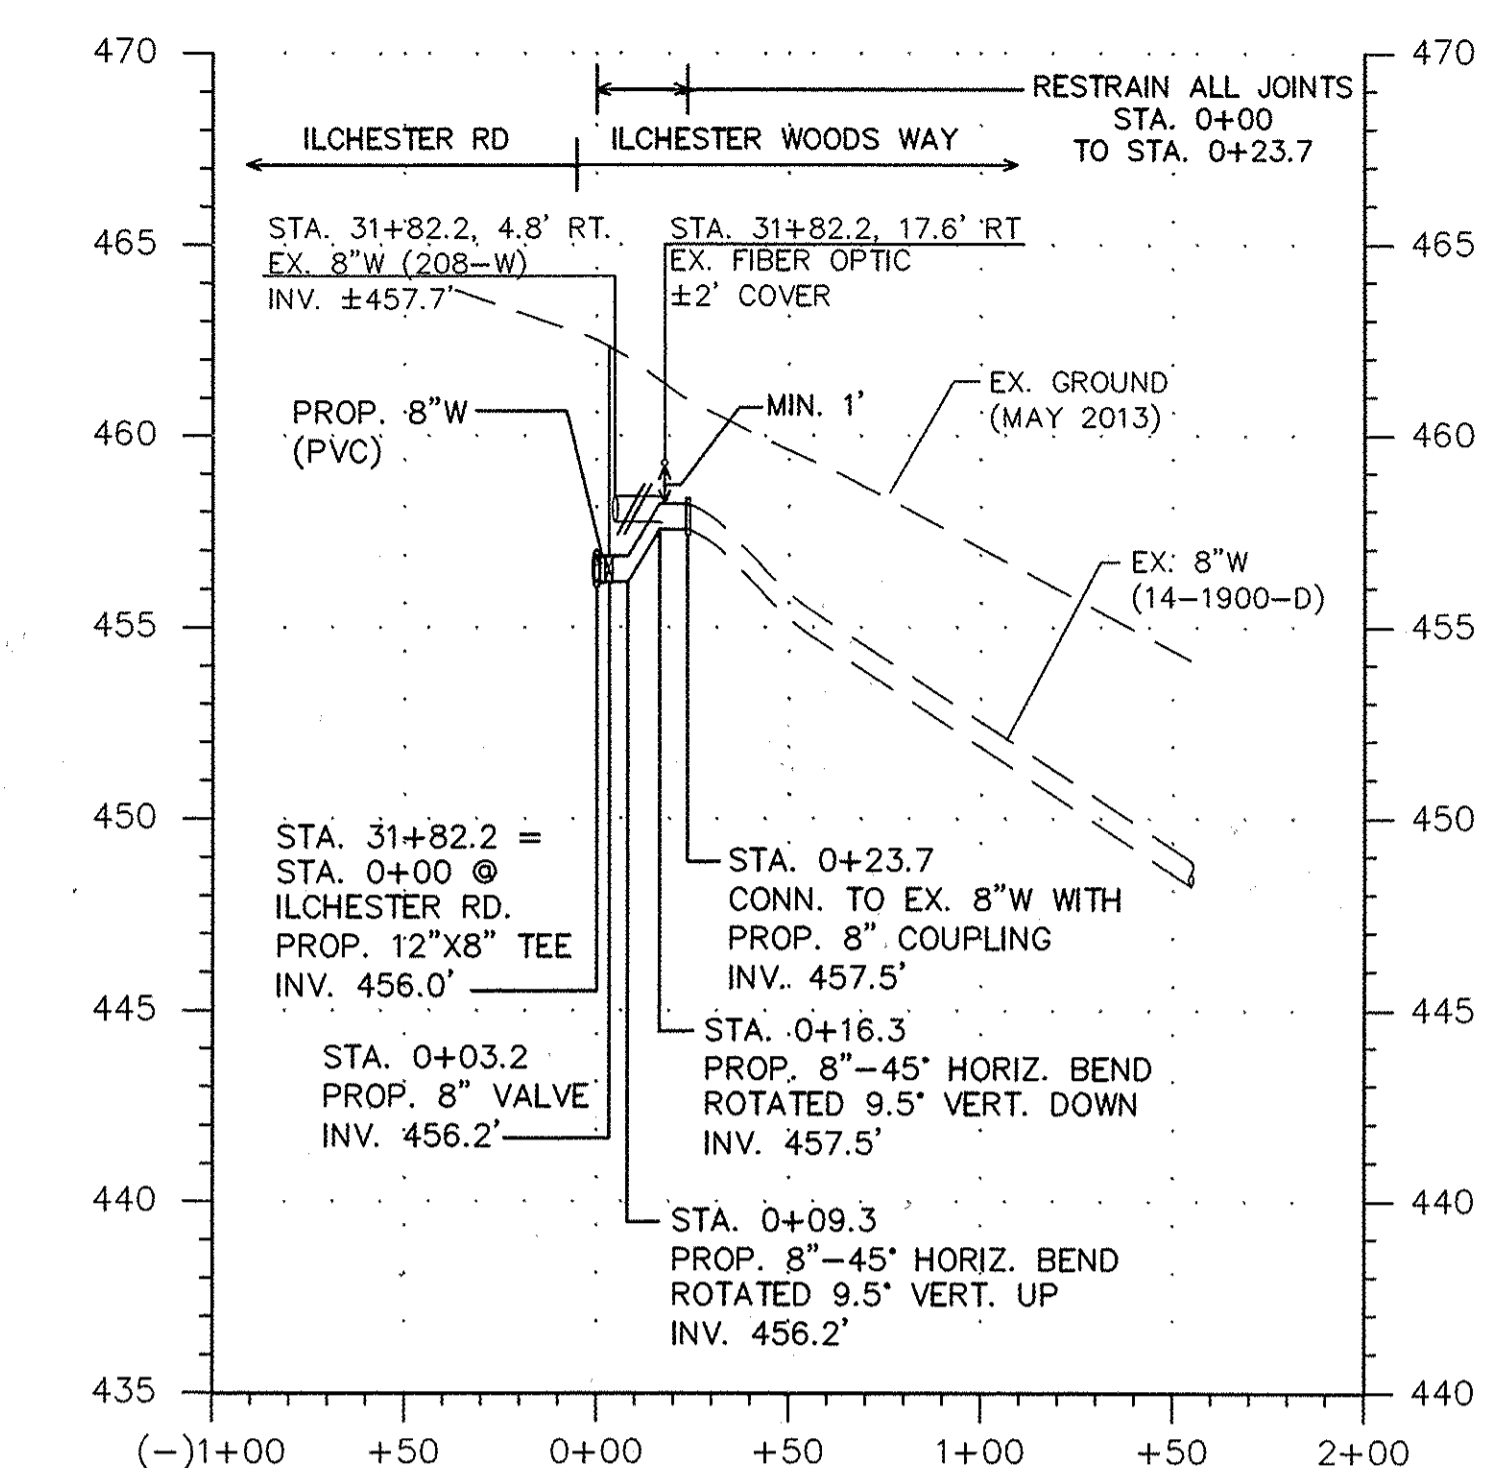 470
470
RESTRAIN ALL JOINTS
STA. 0+00
TO STA. 0+23.7
ILCHESTER RD
ILCHESTER WOODS WAY
STA. 31+82.2, 4.8' RT.
EX. 8"W (208-W)
INV. ±457.7'
STA. 31+82.2, 17.6' RT
EX. FIBER OPTIC
±2' COVER
465
465
EX. GROUND
(MAY 2013)
PROP. 8"W
(PVC)
MIN. 1'
460
460
EX. 8"W
(14-1900-D)
455
455
450
450
STA. 31+82.2 =
STA. 0+00 @
ILCHESTER RD.
PROP. 12"X8" TEE
INV. 456.0'
STA. 0+23.7
CONN. TO EX. 8"W WITH
PROP. 8" COUPLING
INV. 457.5'
445
445
STA. 0+03.2
PROP. 8" VALVE
INV. 456.2'
STA. 0+16.3
PROP. 8"-45° HORIZ. BEND
ROTATED 9.5° VERT. DOWN
INV. 457.5'
440
440
STA. 0+09.3
PROP. 8"-45° HORIZ. BEND
ROTATED 9.5° VERT. UP
INV. 456.2'
435
440
(-)1+00 +50 0+00 +50 1+00 +50 2+00